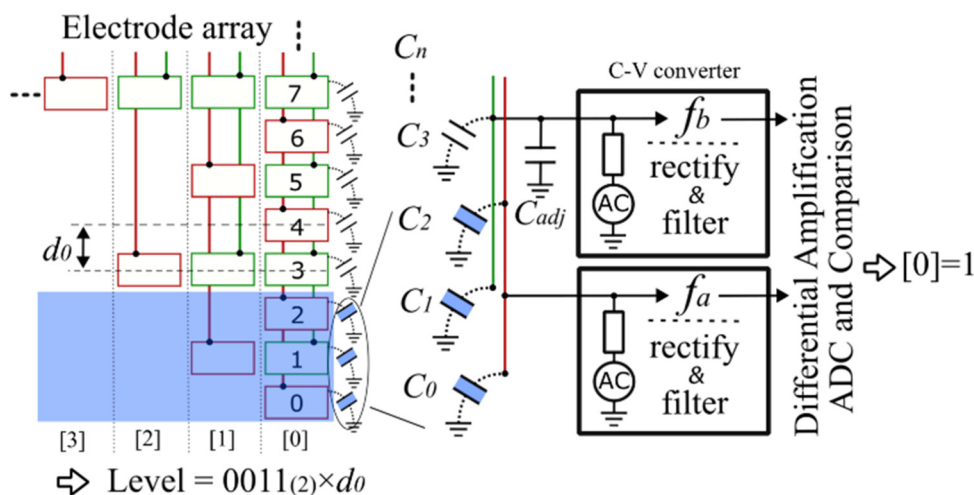 Electrode array
7
6
5
4
3
2
1
0
d0
[3] [2] [1] [0]
Level = 0011(2)×d0
Cn
C3
C2
C1
C0
Cadj
C-V converter
fb
rectify
&
filter
AC
fa
rectify
&
filter
AC
Differential Amplification
ADC and Comparison
[0]=1